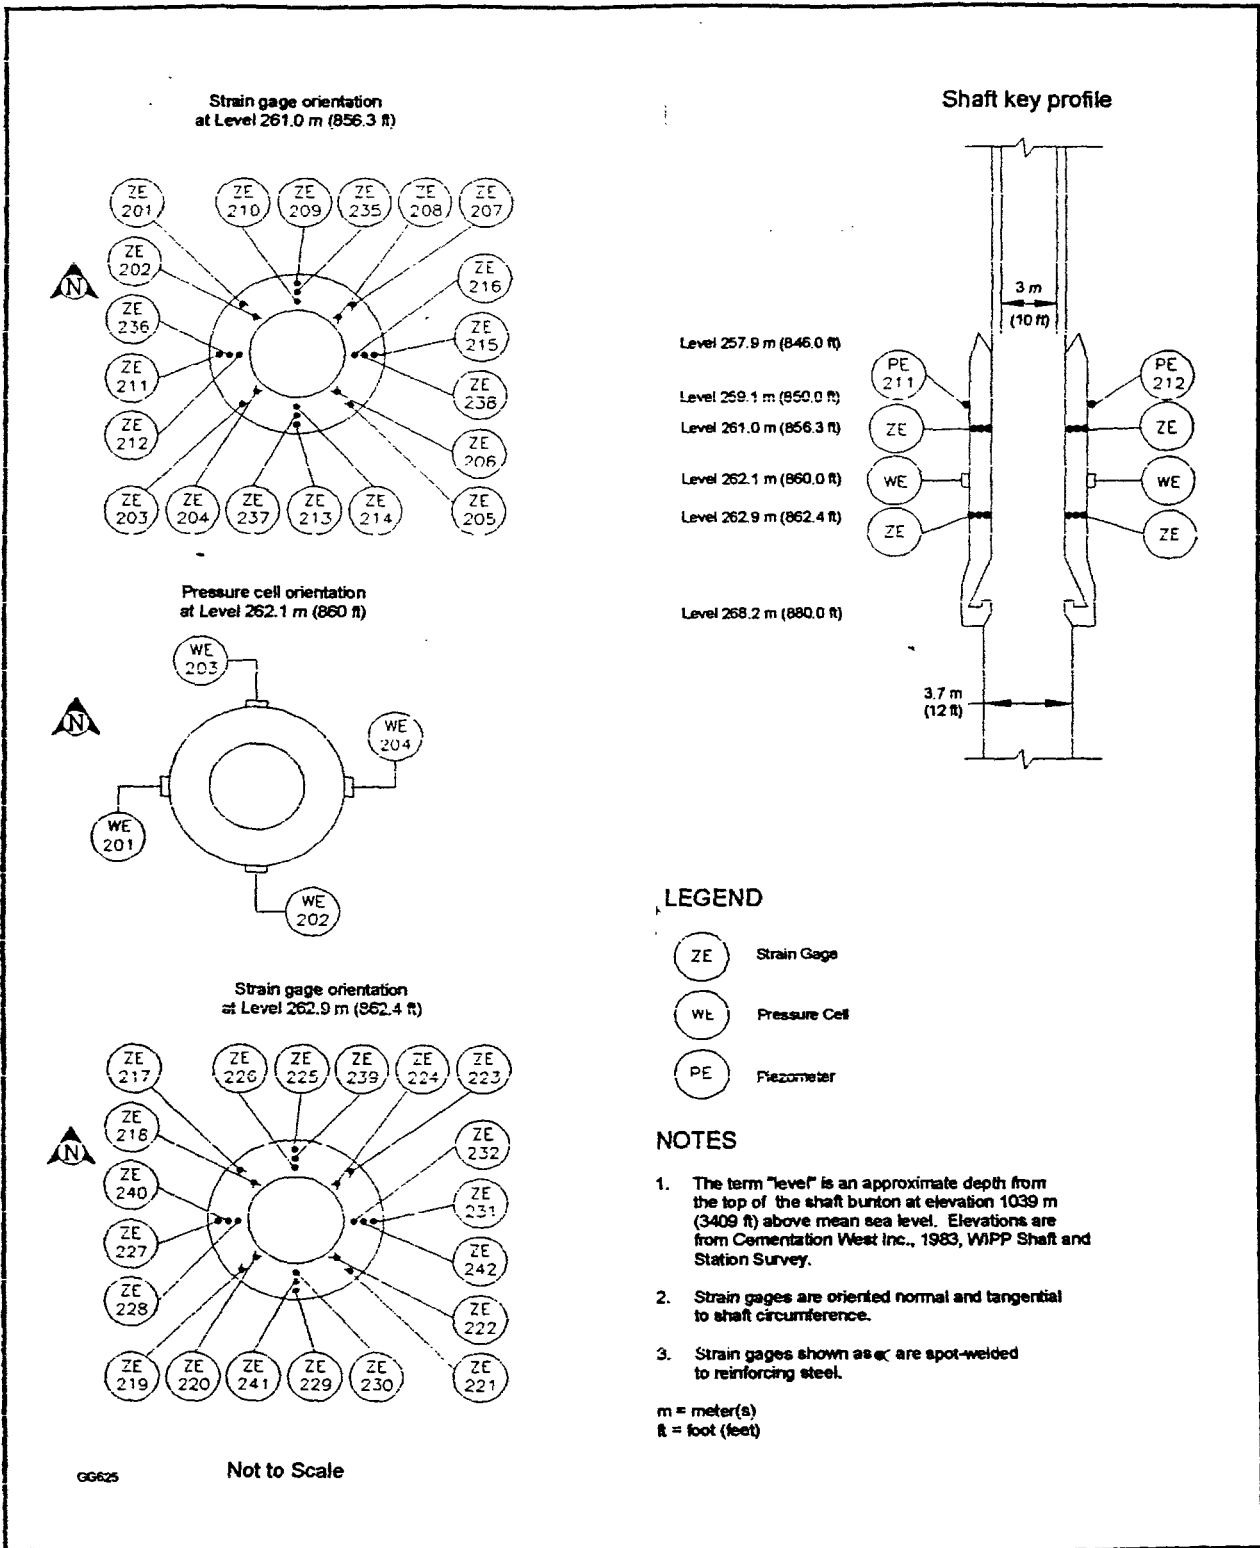 Strain gage orientation
at Level 261.0 m (856.3 ft)
ZE 201
ZE 210
ZE 209
ZE 235
ZE 208
ZE 207
ZE 202
ZE 216
N
ZE 236
ZE 215
ZE 211
ZE 238
ZE 212
ZE 206
ZE 203
ZE 204
ZE 237
ZE 213
ZE 214
ZE 205
Pressure cell orientation
at Level 262.1 m (860 ft)
WE 203
N
WE 204
WE 201
WE 202
Strain gage orientation
at Level 262.9 m (862.4 ft)
ZE 217
ZE 226
ZE 225
ZE 239
ZE 224
ZE 223
ZE 218
ZE 232
N
ZE 240
ZE 231
ZE 227
ZE 242
ZE 228
ZE 222
ZE 219
ZE 220
ZE 241
ZE 229
ZE 230
ZE 221
GG625
Not to Scale
Shaft key profile
3 m
(10 ft)
Level 257.9 m (846.0 ft)
PE 211
PE 212
Level 259.1 m (850.0 ft)
Level 261.0 m (856.3 ft)
ZE
ZE
Level 262.1 m (860.0 ft)
WE
WE
Level 262.9 m (862.4 ft)
ZE
ZE
Level 268.2 m (880.0 ft)
3.7 m
(12 ft)
LEGEND
ZE Strain Gage
WE Pressure Cell
PE Piezometer
NOTES
1. The term "level" is an approximate depth from
the top of the shaft bunton at elevation 1039 m
(3409 ft) above mean sea level. Elevations are
from Cementation West Inc., 1983, WIPP Shaft and
Station Survey.
2. Strain gages are oriented normal and tangential
to shaft circumference.
3. Strain gages shown as are spot-welded
to reinforcing steel.
m = meter(s)
ft = foot (feet)